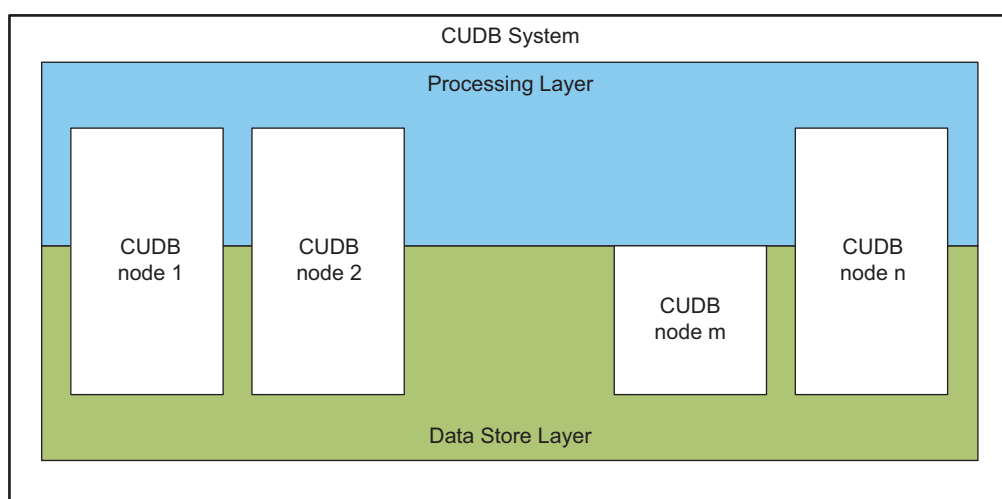 CUDB System
Processing Layer
CUDB
node 1
CUDB
node 2
CUDB
node m
CUDB
node n
Data Store Layer